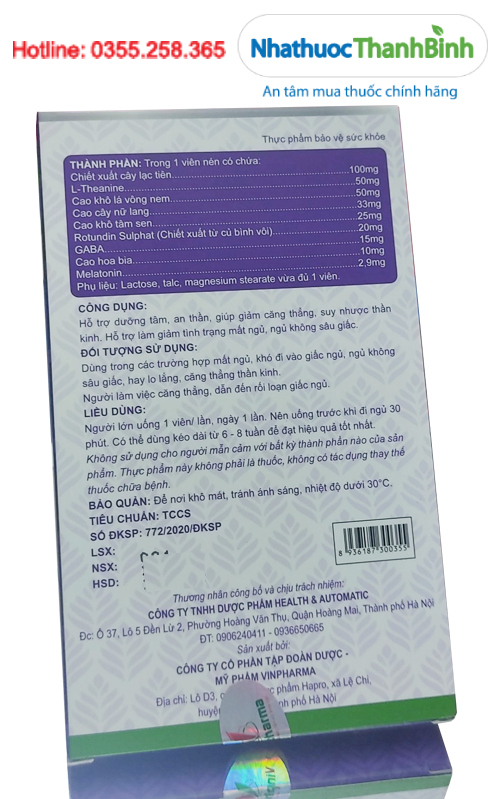 Hotline: 0355.258.365
NhathuocThanhBinh
An tâm mua thuốc chính hãng
Thực phẩm bảo vệ sức khỏe
THÀNH PHẦN: Trong 1 viên nén có chứa:
Chiết xuất cây lạc tiên.....100mg
L-Theanine.....50mg
Cao khô lá vông nem.....50mg
Cao cây nữ lang.....33mg
Cao khô tâm sen.....25mg
Rotundin Sulphat (Chiết xuất từ củ bình vôi).....20mg
GABA.....15mg
Cao hoa bia.....10mg
Melatonin.....2,9mg
Phụ liệu: Lactose, talc, magnesium stearate vừa đủ 1 viên.
CÔNG DỤNG:
Hỗ trợ dưỡng tâm, an thần, giúp giảm căng thẳng, suy nhược thần
kinh. Hỗ trợ làm giảm tình trạng mất ngủ, ngủ không sâu giấc.
ĐỐI TƯỢNG SỬ DỤNG:
Dùng trong các trường hợp mất ngủ, khó đi vào giấc ngủ, ngủ không
sâu giấc, hay lo lắng, căng thẳng thần kinh.
Người làm việc căng thẳng, dẫn đến rối loạn giấc ngủ.
LIỀU DÙNG:
Người lớn uống 1 viên/ lần, ngày 1 lần. Nên uống trước khi đi ngủ 30
phút. Có thể dùng kéo dài từ 6 - 8 tuần để đạt hiệu quả tốt nhất.
Không sử dụng cho người mẫn cảm với bất kỳ thành phần nào của sản
phẩm. Thực phẩm này không phải là thuốc, không có tác dụng thay thế
thuốc chữa bệnh.
BẢO QUẢN: Để nơi khô mát, tránh ánh sáng, nhiệt độ dưới 30°C.
TIÊU CHUẨN: TCCS
SỐ ĐKSP: 772/2020/ĐKSP
LSX:
NSX:
HSD:
8 936187 300355
Thương nhân công bố và chịu trách nhiệm:
CÔNG TY TNHH DƯỢC PHẨM HEALTH & AUTOMATIC
Đc: Ô 37, Lô 5 Đền Lừ 2, Phường Hoàng Văn Thụ, Quận Hoàng Mai, Thành phố Hà Nội
ĐT: 0906240411 - 0936650665
Sản xuất bởi:
CÔNG TY CỔ PHẦN TẬP ĐOÀN DƯỢC -
MỸ PHẨM VINPHARMA
Địa chỉ: Lô D3, phẩm Hapro, xã Lệ Chi,
huyện phố Hà Nội